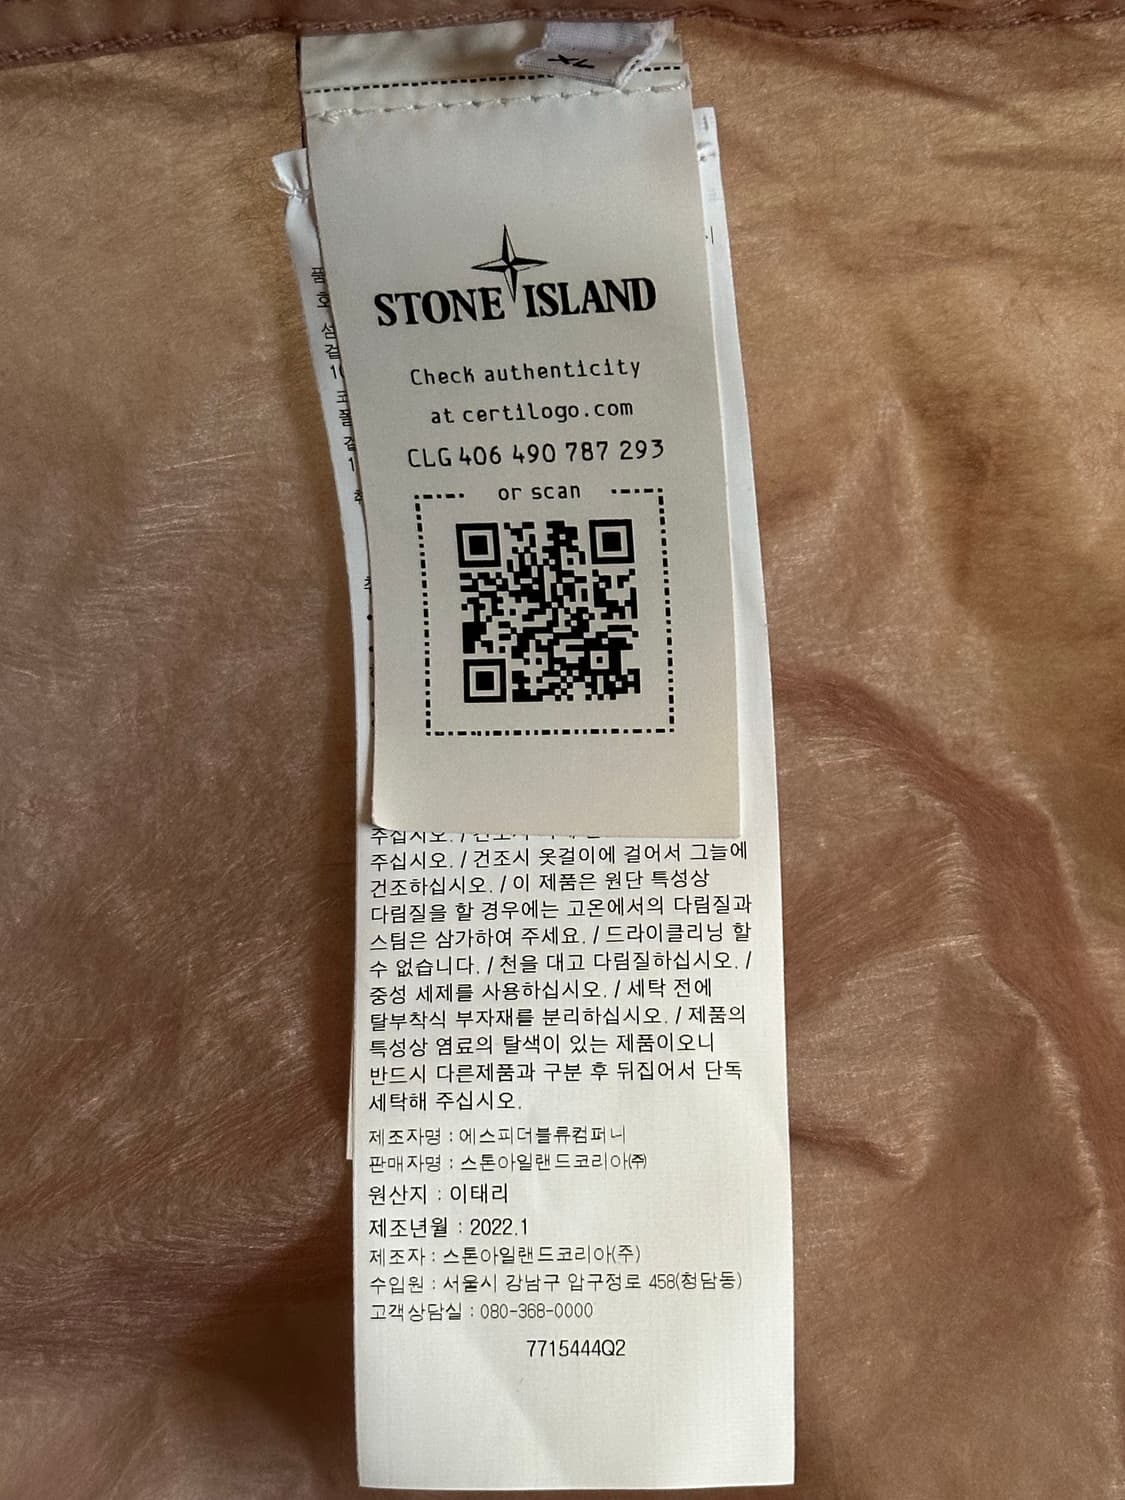 STONE ISLAND
Check authenticity
at certilogo.com
CLG 406 490 787 293
or scan
주십시오. /
주십시오. / 건조시 옷걸이에 걸어서 그늘에
건조하십시오. / 이 제품은 원단 특성상
다림질을 할 경우에는 고온에서의 다림질과
스팀은 삼가하여 주세요. / 드라이클리닝 할
수 없습니다. / 천을 대고 다림질하십시오. /
중성 세제를 사용하십시오. / 세탁 전에
탈부착식 부자재를 분리하십시오. / 제품의
특성상 염료의 탈색이 있는 제품이오니
반드시 다른제품과 구분 후 뒤집어서 단독
세탁해 주십시오.
제조자명 : 에스피더블류컴퍼니
판매자명 : 스톤아일랜드코리아㈜
원산지 : 이태리
제조년월 : 2022.1
제조자 : 스톤아일랜드코리아(주)
수입원 : 서울시 강남구 압구정로 458(청담동)
고객상담실 : 080-368-0000
7715444Q2